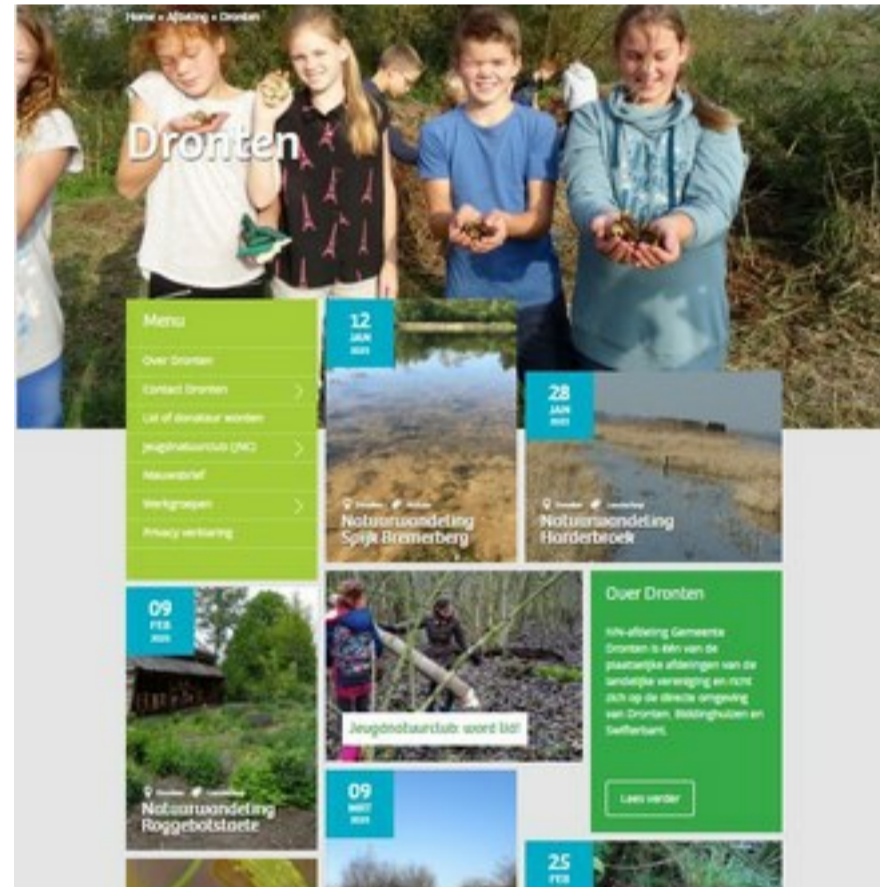 Home » Afdeling » Dronten
Dronten
Menu
Over Dronten
Contact Dronten
Lid of donateur worden
Jeugdnatuurclub (JNC)
Nieuwsbrief
Werkgroepen
Privacy verklaring
12
JAN
28
JAN
Natuurwandeling
Spijk Bremerberg
Natuurwandeling
Harderbroek
09
FEB
Natuurwandeling
Roggebotstaete
Jeugdnatuurclub: word lid!
Over Dronten
IVN-afdeling Gemeente
Dronten is één van de
plaatselijke afdelingen van de
landelijke vereniging en richt
zich op de directe omgeving
van Dronten, Biddinghuizen en
Swifterbant.
Lees verder
09
MRT
25
FEB